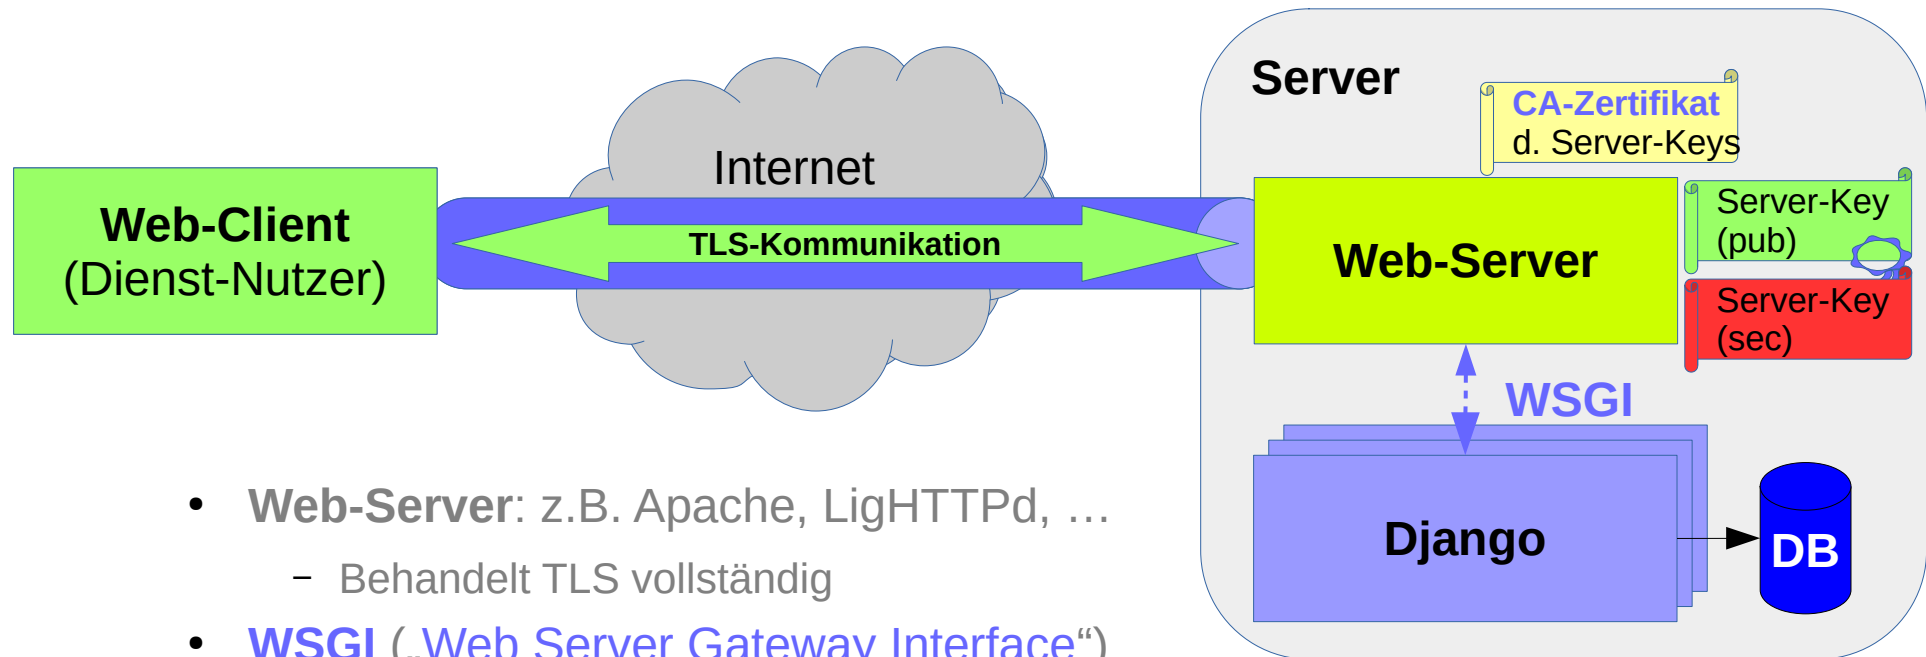 Server
CA-Zertifikat
d. Server-Keys
Internet
Web-Client
(Dienst-Nutzer)
TLS-Kommunikation
Web-Server
Server-Key
(pub)
Server-Key
(sec)
WSGI
Django
DB
• Web-Server: z.B. Apache, LigHTTPd, …
– Behandelt TLS vollständig
• WSGI („Web Server Gateway Interface“)